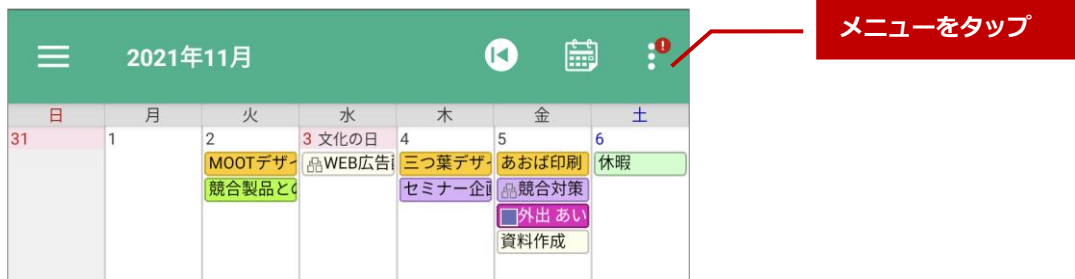 メニューをタップ
2021年11月
日 月 火 水 木 金 土
31 1 2 3 文化の日 4 5 6
MOOTデザイ WEB広告 三つ葉デザ あおば印刷 休暇
競合製品と セミナー企 競合対策
外出 あい
資料作成